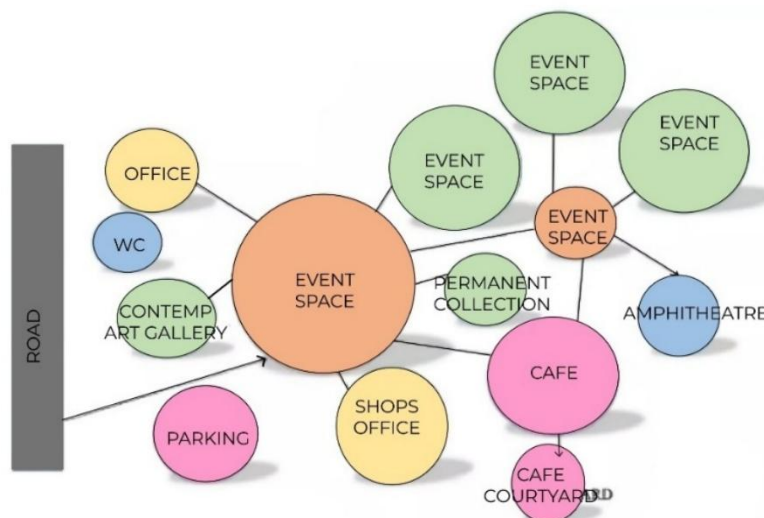 EVENT
SPACE
EVENT
SPACE
EVENT
SPACE
OFFICE
EVENT
SPACE
WC
EVENT
SPACE
PERMANENT
COLLECTION
CONTEMP
ART GALLERY
AMPHITHEATRE
ROAD
CAFE
SHOPS
OFFICE
PARKING
CAFE
COURTYARD